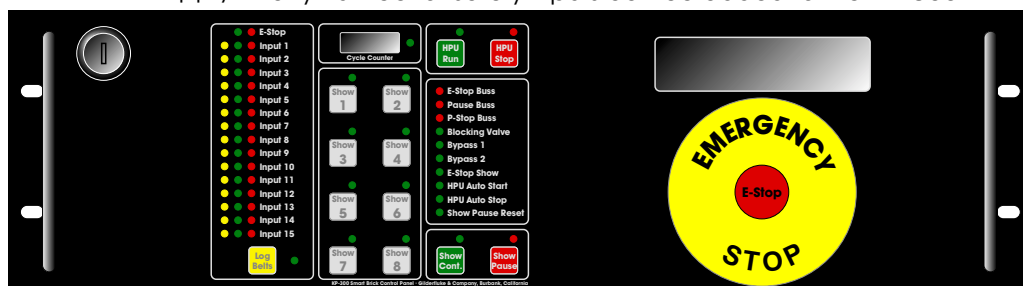 E-Stop
Input 1
Input 2
Input 3
Input 4
Input 5
Input 6
Input 7
Input 8
Input 9
Input 10
Input 11
Input 12
Input 13
Input 14
Input 15
Log
Belts
Cycle Counter
Show
1
Show
2
Show
3
Show
4
Show
5
Show
6
Show
7
Show
8
HPU
Run
HPU
Stop
E-Stop Buss
Pause Buss
P-Stop Buss
Blocking Valve
Bypass 1
Bypass 2
E-Stop Show
HPU Auto Start
HPU Auto Stop
Show Pause Reset
Show
Cont.
Show
Pause
KP-300 Smart Brick Control Panel - Gilderfluke & Company, Burbank, California
EMERGENCY
E-Stop
STOP